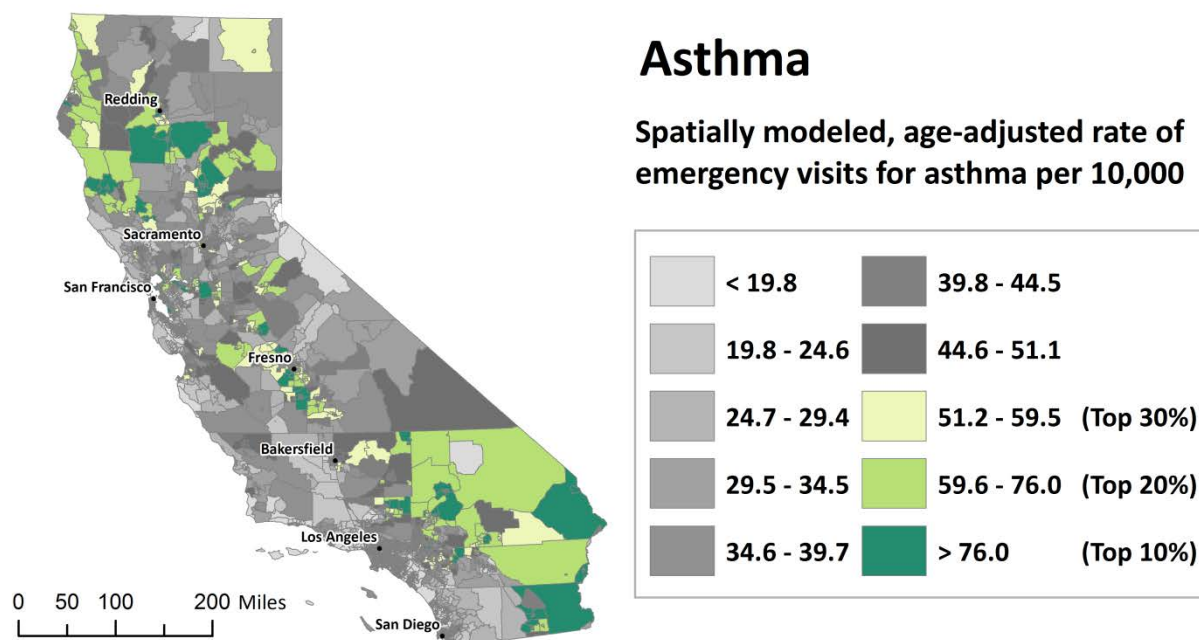 Asthma
Spatially modeled, age-adjusted rate of
emergency visits for asthma per 10,000
< 19.8
39.8 - 44.5
19.8 - 24.6
44.6 - 51.1
24.7 - 29.4
51.2 - 59.5 (Top 30%)
29.5 - 34.5
59.6 - 76.0 (Top 20%)
34.6 - 39.7
> 76.0 (Top 10%)
Redding
Sacramento
San Francisco
Fresno
Bakersfield
Los Angeles
San Diego
0 50 100 200 Miles